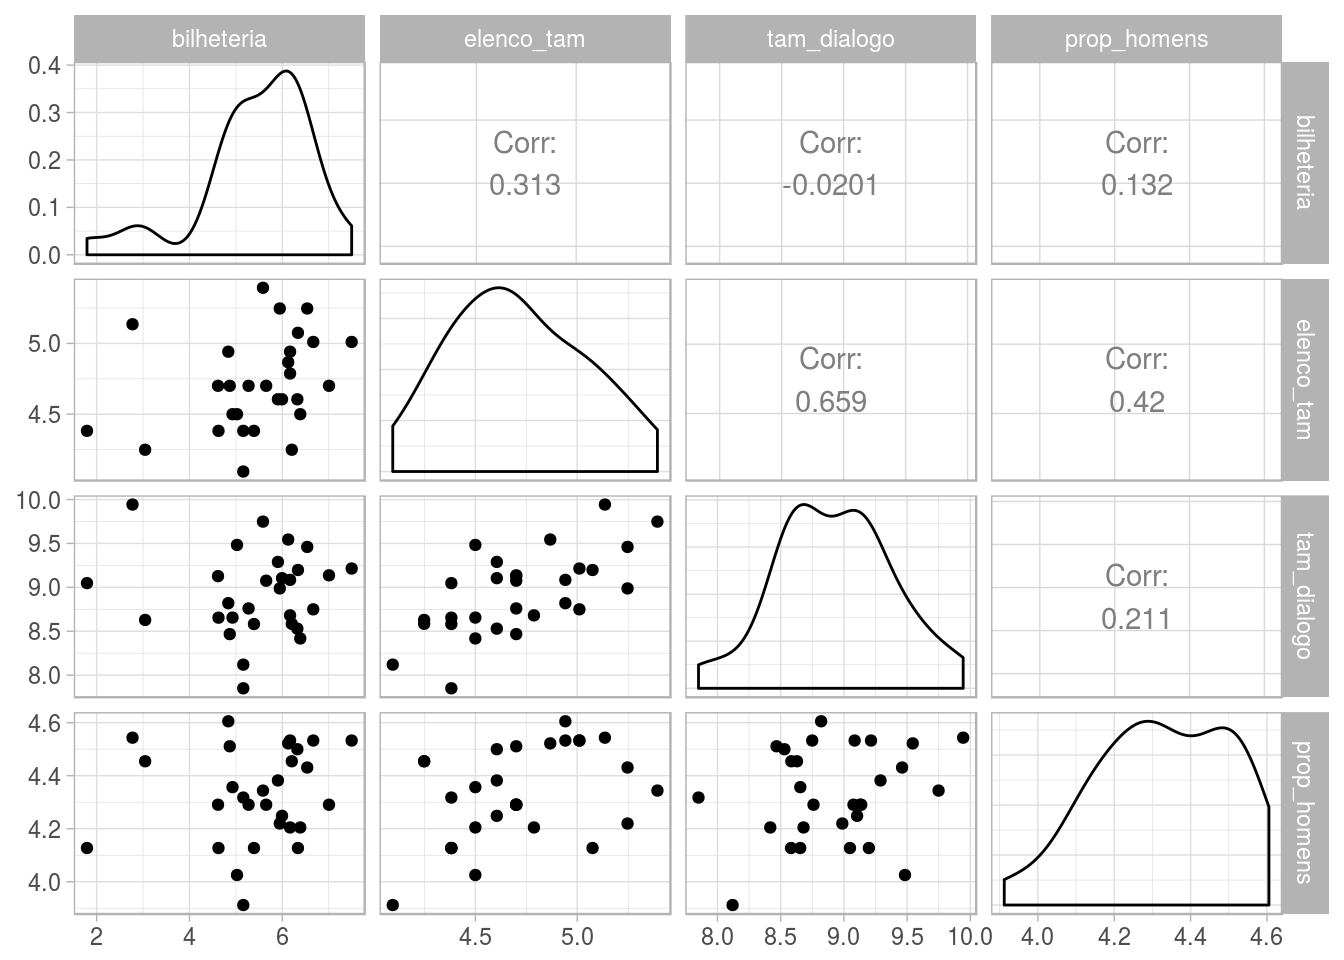 bilheteria elenco_tam tam_dialogo prop_homens
0.4
0.3
0.2
0.1
0.0
Corr:
0.313
Corr:
-0.0201
Corr:
0.132
bilheteria
5.0
4.5
Corr:
0.659
Corr:
0.42
elenco_tam
10.0
9.5
9.0
8.5
8.0
Corr:
0.211
tam_dialogo
4.6
4.4
4.2
4.0
prop_homens
2 4 6 4.5 5.0 8.0 8.5 9.0 9.5 10.0 4.0 4.2 4.4 4.6